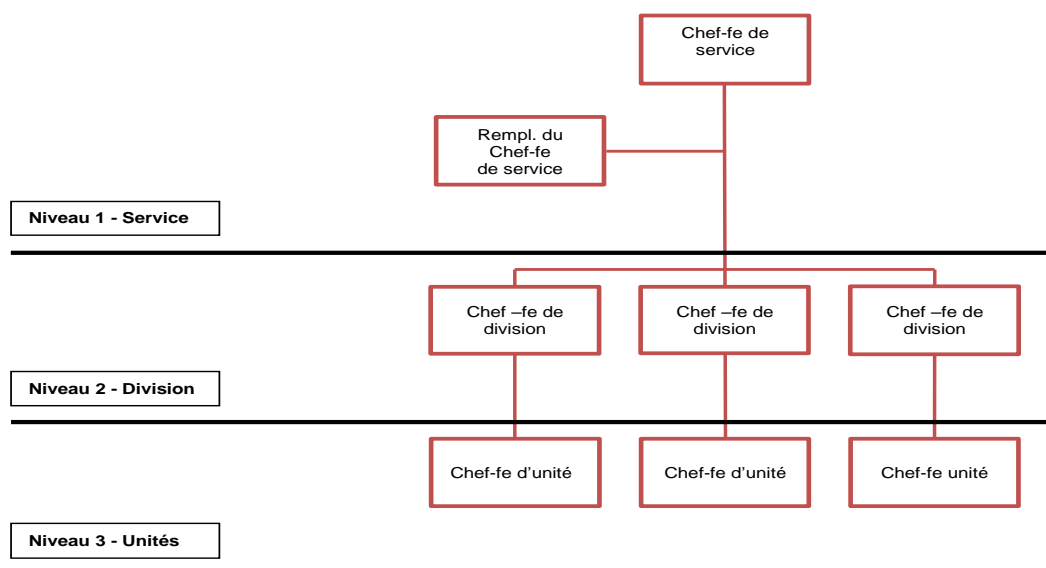 Chef-fe de
service
Rempl. du
Chef-fe
de service
Niveau 1 - Service
Chef –fe de
division
Chef –fe de
division
Chef –fe de
division
Niveau 2 - Division
Chef-fe d’unité
Chef-fe d’unité
Chef-fe unité
Niveau 3 - Unités